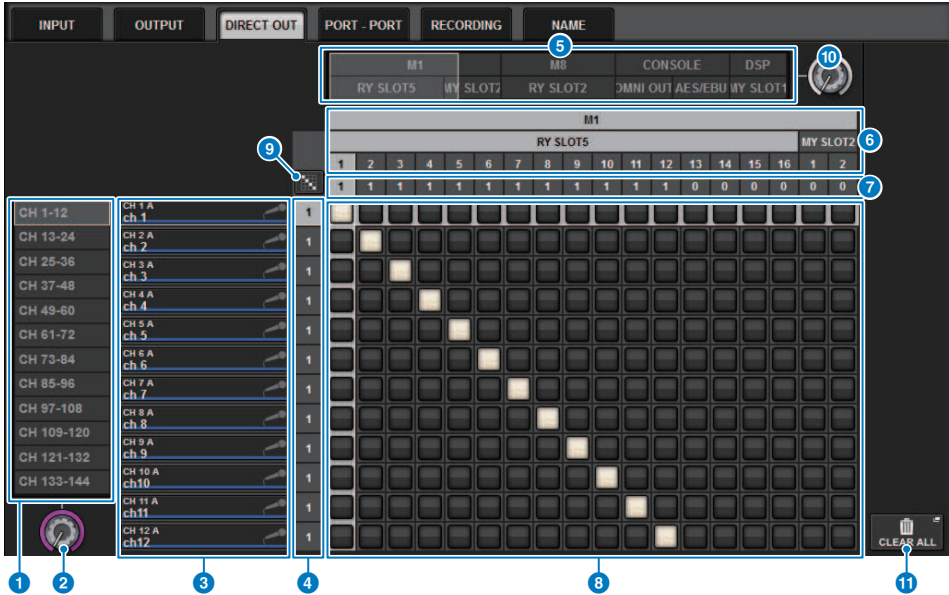 INPUT OUTPUT DIRECT OUT PORT - PORT RECORDING NAME
5
M1 M8 CONSOLE DSP
10
RY SLOT5 MY SLOT2 RY SLOT2 OMNI OUT AES/EBU MY SLOT1
M1
RY SLOT5 MY SLOT2
6
9
1 2 3 4 5 6 7 8 9 10 11 12 13 14 15 16 1 2
1 1 1 1 1 1 1 1 1 1 1 1 0 0 0 0 0 0
7
CH 1-12
CH 13-24
CH 25-36
CH 37-48
CH 49-60
CH 61-72
CH 73-84
CH 85-96
CH 97-108
CH 109-120
CH 121-132
CH 133-144
CH 1 A
ch 1
1
CH 2 A
ch 2
1
CH 3 A
ch 3
1
CH 4 A
ch 4
1
CH 5 A
ch 5
1
CH 6 A
ch 6
1
CH 7 A
ch 7
1
CH 8 A
ch 8
1
CH 9 A
ch 9
1
CH 10 A
ch10
1
CH 11 A
ch11
1
CH 12 A
ch12
1
CLEAR ALL
1 2 3 4 8 11